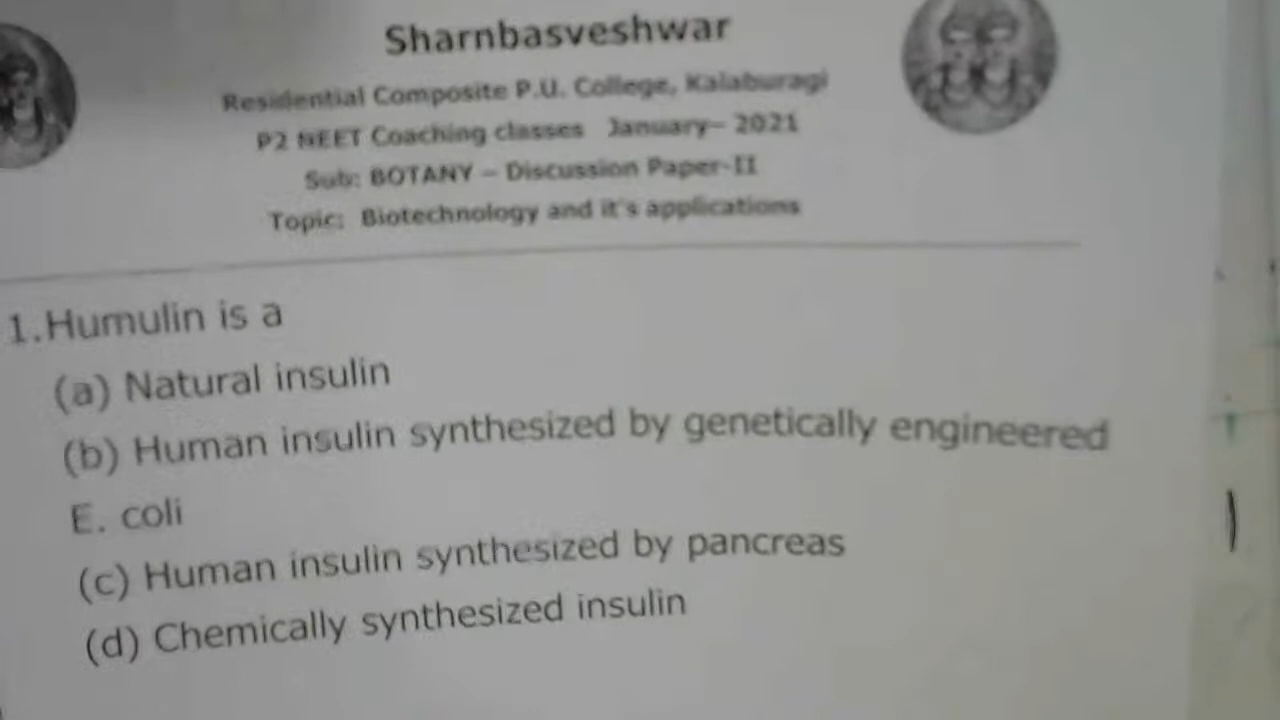 Sharnbasveshwar
Residential Composite P.U. College, Kalaburagi
P2 NEET Coaching classes January– 2021
Sub: BOTANY – Discussion Paper-II
Topic: Biotechnology and it's applications
1.Humulin is a
(a) Natural insulin
(b) Human insulin synthesized by genetically engineered
E. coli
(c) Human insulin synthesized by pancreas
(d) Chemically synthesized insulin